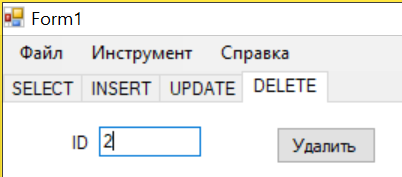 Form1
Файл Инструмент Справка
SELECT INSERT UPDATE DELETE
ID 2 Удалить